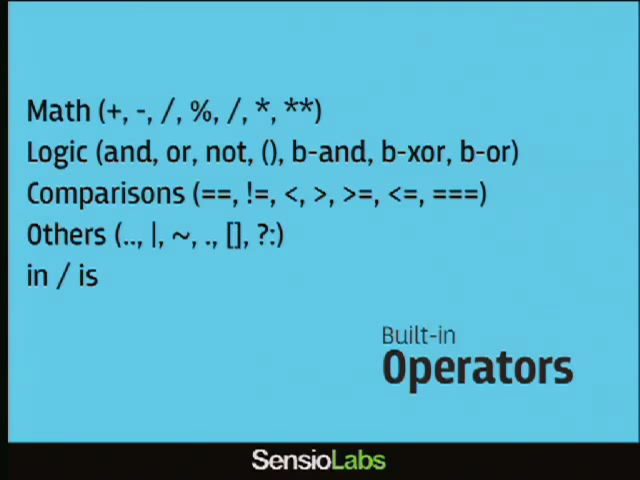 Math (+, -, /, %, /, *, **)
Logic (and, or, not, (), b-and, b-xor, b-or)
Comparisons (==, !=, <, >, >=, <=, ===)
Others (.., |, ~, ., [], ?:)
in / is
Built-in
Operators
SensioLabs